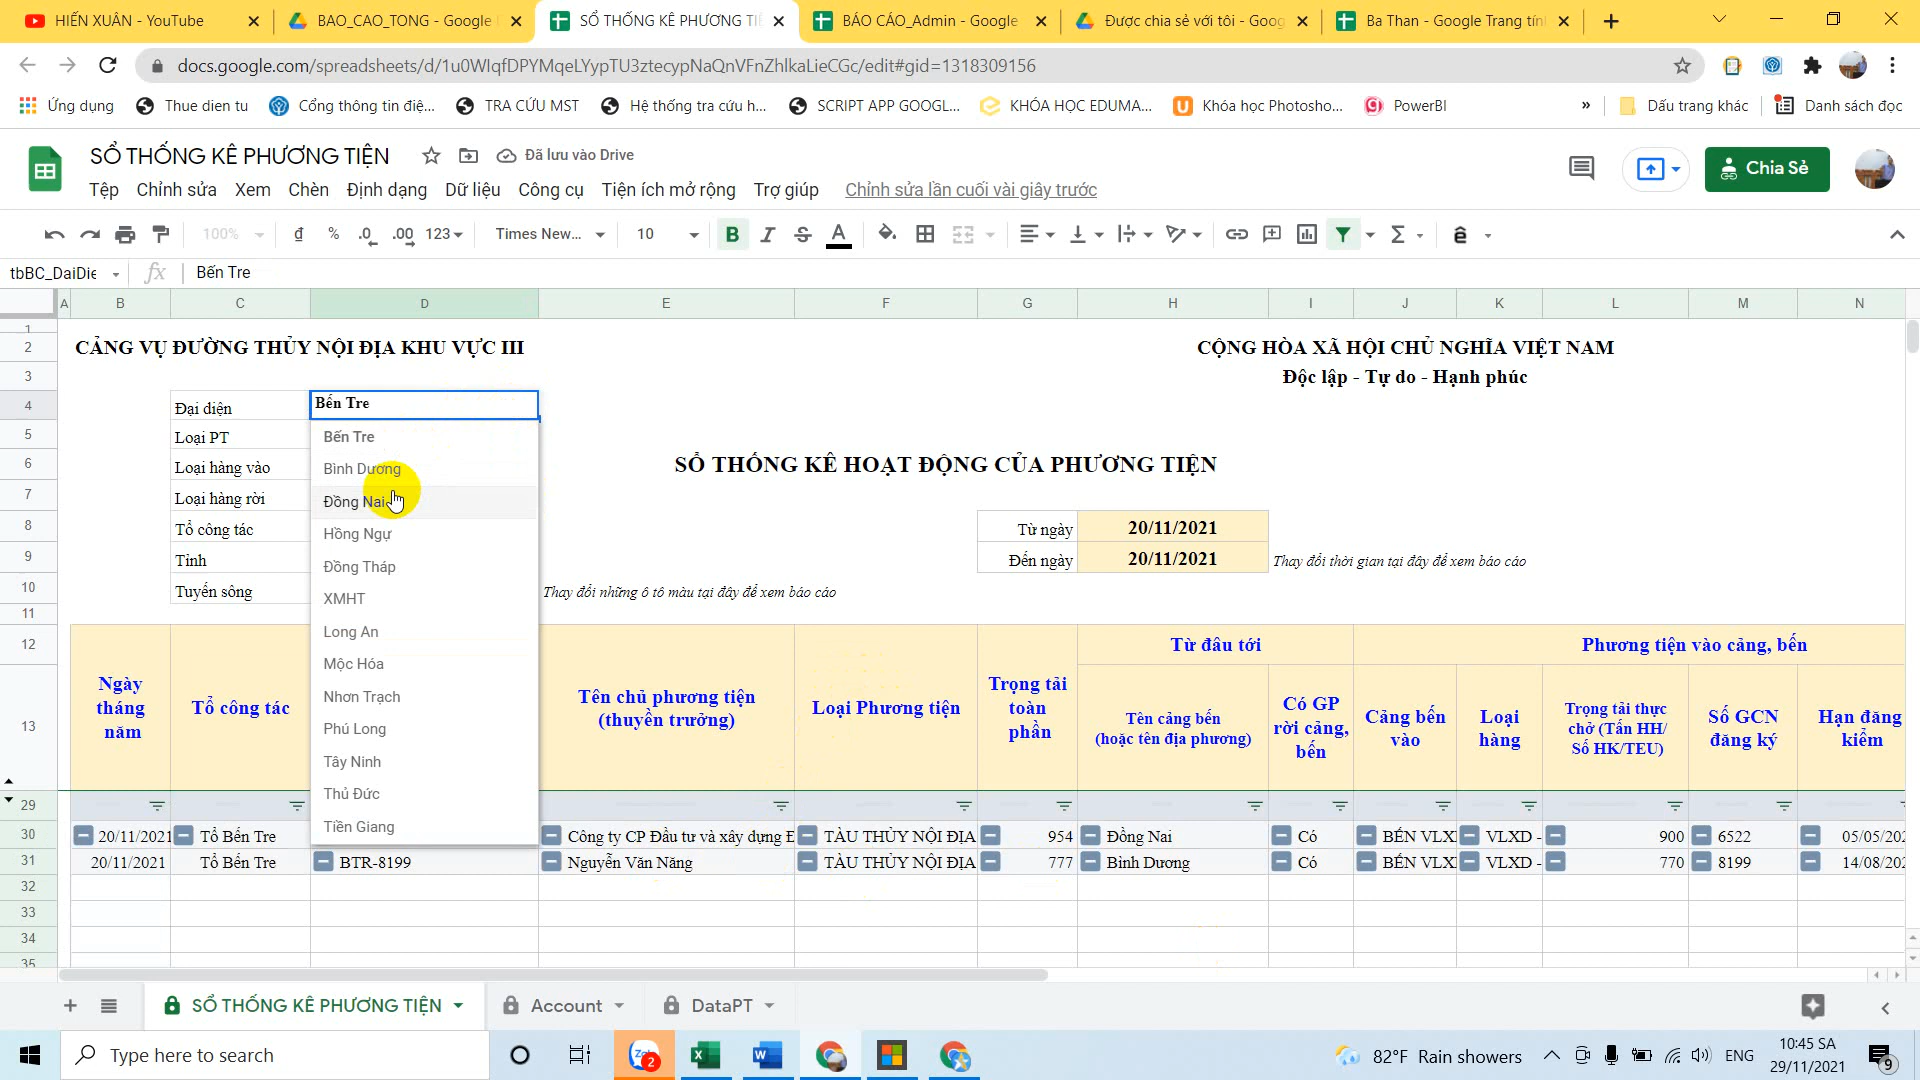 HIẾN XUÂN - YouTube
BAO_CAO_TONG - Google
SỔ THỐNG KÊ PHƯƠNG TI
BÁO CÁO_Admin - Google
Được chia sẻ với tôi - Goog
Ba Than - Google Trang tín
docs.google.com/spreadsheets/d/1u0WIqfDPYMqeLYypTU3ztecypNaQnVFnZhlkaLieCGc/edit#gid=1318309156
Ứng dụng
Thue dien tu
Cổng thông tin điệ...
TRA CỨU MST
Hệ thống tra cứu h...
SCRIPT APP GOOGL...
KHÓA HỌC EDUMA...
Khóa học Photosho...
PowerBI
»
Dấu trang khác
Danh sách đọc
SỔ THỐNG KÊ PHƯƠNG TIỆN
Đã lưu vào Drive
Chia Sẻ
Tệp Chỉnh sửa Xem Chèn Định dạng Dữ liệu Công cụ Tiện ích mở rộng Trợ giúp Chỉnh sửa lần cuối vài giây trước
100% ₫ % .0 .00 123 Times New... 10 B I S A Σ ê
tbBC_DaiDiệ fx Bến Tre
A B C D E F G H I J K L M N
1
2 CẢNG VỤ ĐƯỜNG THỦY NỘI ĐỊA KHU VỰC III CỘNG HÒA XÃ HỘI CHỦ NGHĨA VIỆT NAM
3 Độc lập - Tự do - Hạnh phúc
4 Đại diện Bến Tre
5 Loại PT
6 Loại hàng vào SỔ THỐNG KÊ HOẠT ĐỘNG CỦA PHƯƠNG TIỆN
7 Loại hàng rời
8 Tổ công tác Từ ngày 20/11/2021
9 Tỉnh Đến ngày 20/11/2021 Thay đổi thời gian tại đây để xem báo cáo
10 Tuyến sông Thay đổi những ô tô màu tại đây để xem báo cáo
11
Bến Tre
Bình Dương
Đồng Nai
Hồng Ngự
Đồng Tháp
XMHT
Long An
Mộc Hóa
Nhơn Trạch
Phú Long
Tây Ninh
Thủ Đức
Tiền Giang
12 Từ đâu tới Phương tiện vào cảng, bến
13
Ngày
tháng
năm
Tổ công tác
Tên chủ phương tiện
(thuyền trưởng)
Loại Phương tiện
Trọng tải
toàn
phần
Tên cảng bến
(hoặc tên địa phương)
Có GP
rời cảng,
bến
Cảng bến
vào
Loại
hàng
Trọng tải thực
chở (Tấn HH/
Số HK/TEU)
Số GCN
đăng ký
Hạn đăng
kiểm
29
30 20/11/2021 Tổ Bến Tre Công ty CP Đầu tư và xây dựng Đ TÀU THỦY NỘI ĐỊA 954 Đồng Nai Có BẾN VLX VLXD - 900 6522 05/05/202
31 20/11/2021 Tổ Bến Tre BTR-8199 Nguyễn Văn Năng TÀU THỦY NỘI ĐỊA 777 Bình Dương Có BẾN VLX VLXD - 770 8199 14/08/202
32
33
34
35
SỔ THỐNG KÊ PHƯƠNG TIỆN
Account
DataPT
Type here to search
2
82°F Rain showers
ENG
10:45 SA
29/11/2021
9